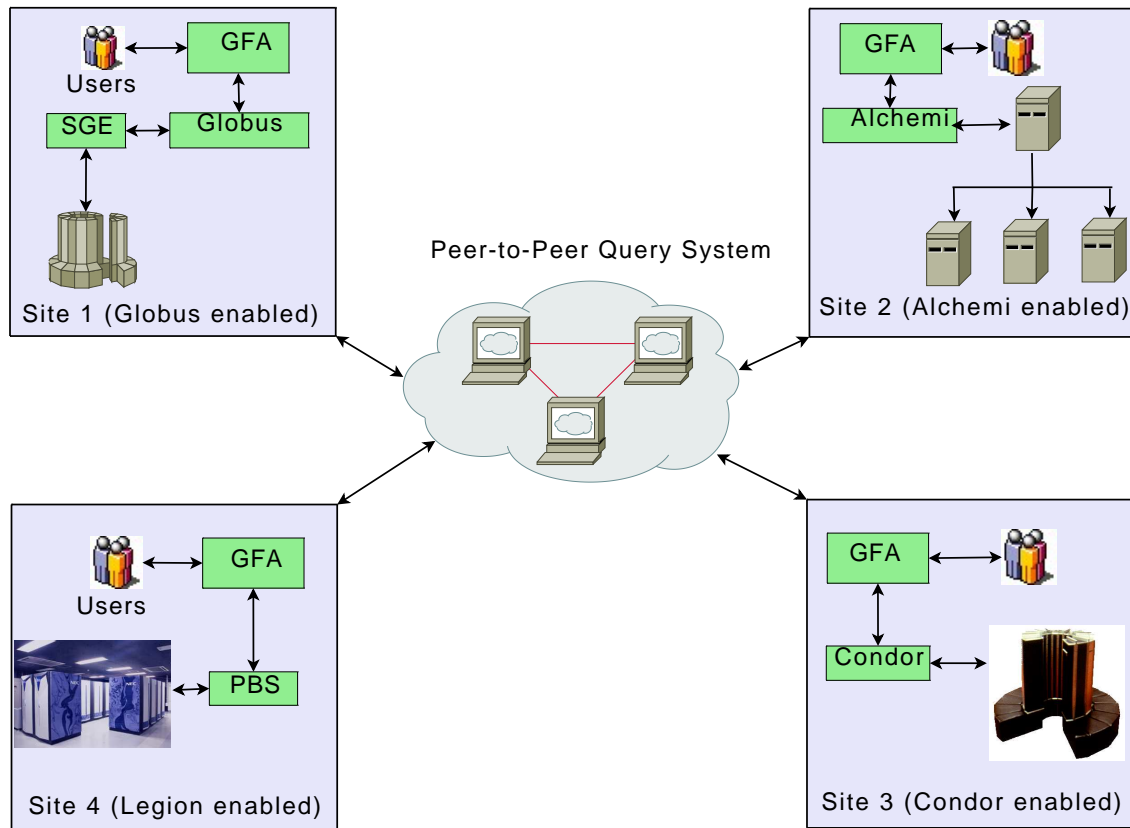 GFA
Users
SGE
Globus
Site 1 (Globus enabled)
GFA
Alchemi
Site 2 (Alchemi enabled)
Peer-to-Peer Query System
GFA
Users
PBS
Site 4 (Legion enabled)
GFA
Condor
Site 3 (Condor enabled)